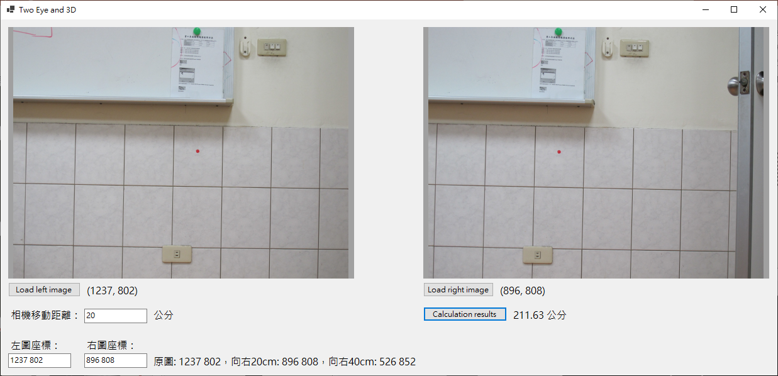 Two Eye and 3D
Load left image (1237, 802)
Load right image (896, 808)
相機移動距離： 20 公分
Calculation results 211.63 公分
左圖座標： 右圖座標：
1237 802 896 808 原圖: 1237 802，向右20cm: 896 808，向右40cm: 526 852